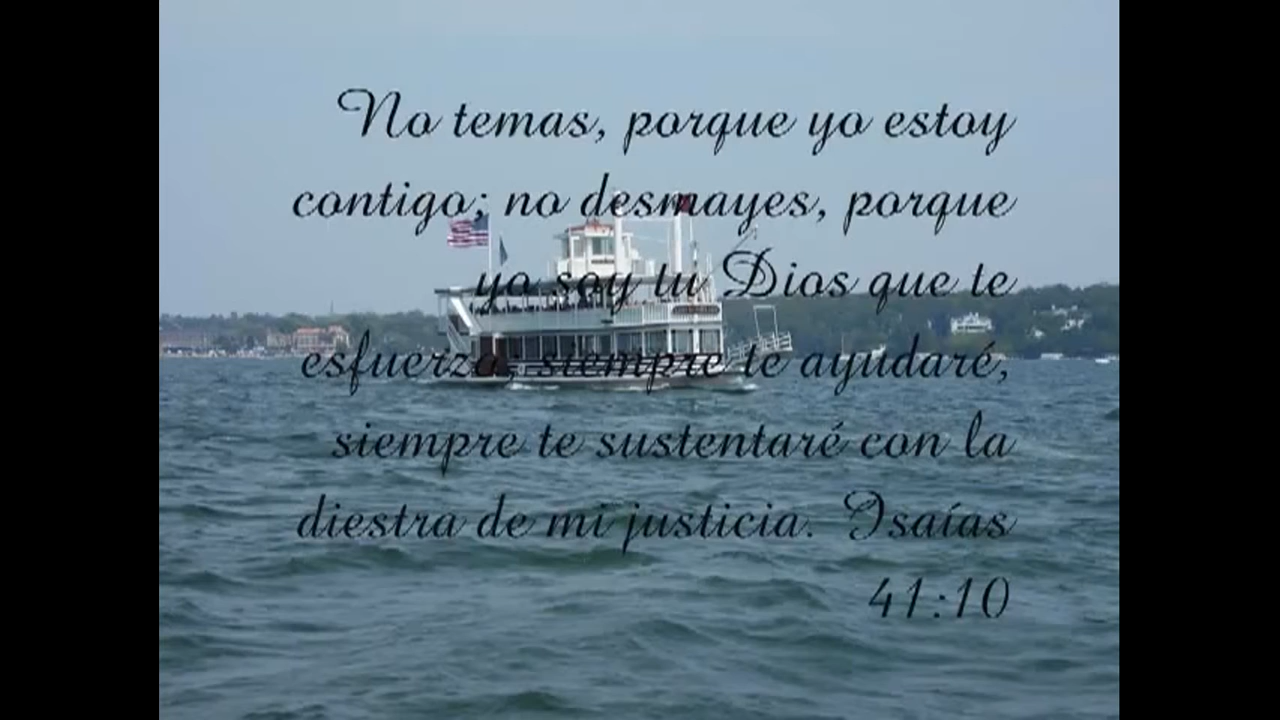 No temas, porque yo estoy
contigo; no desmayes, porque
yo soy tu Dios que te
esfuerza, siempre te ayudaré,
siempre te sustentaré con la
diestra de mi justicia. Isaías
41:10